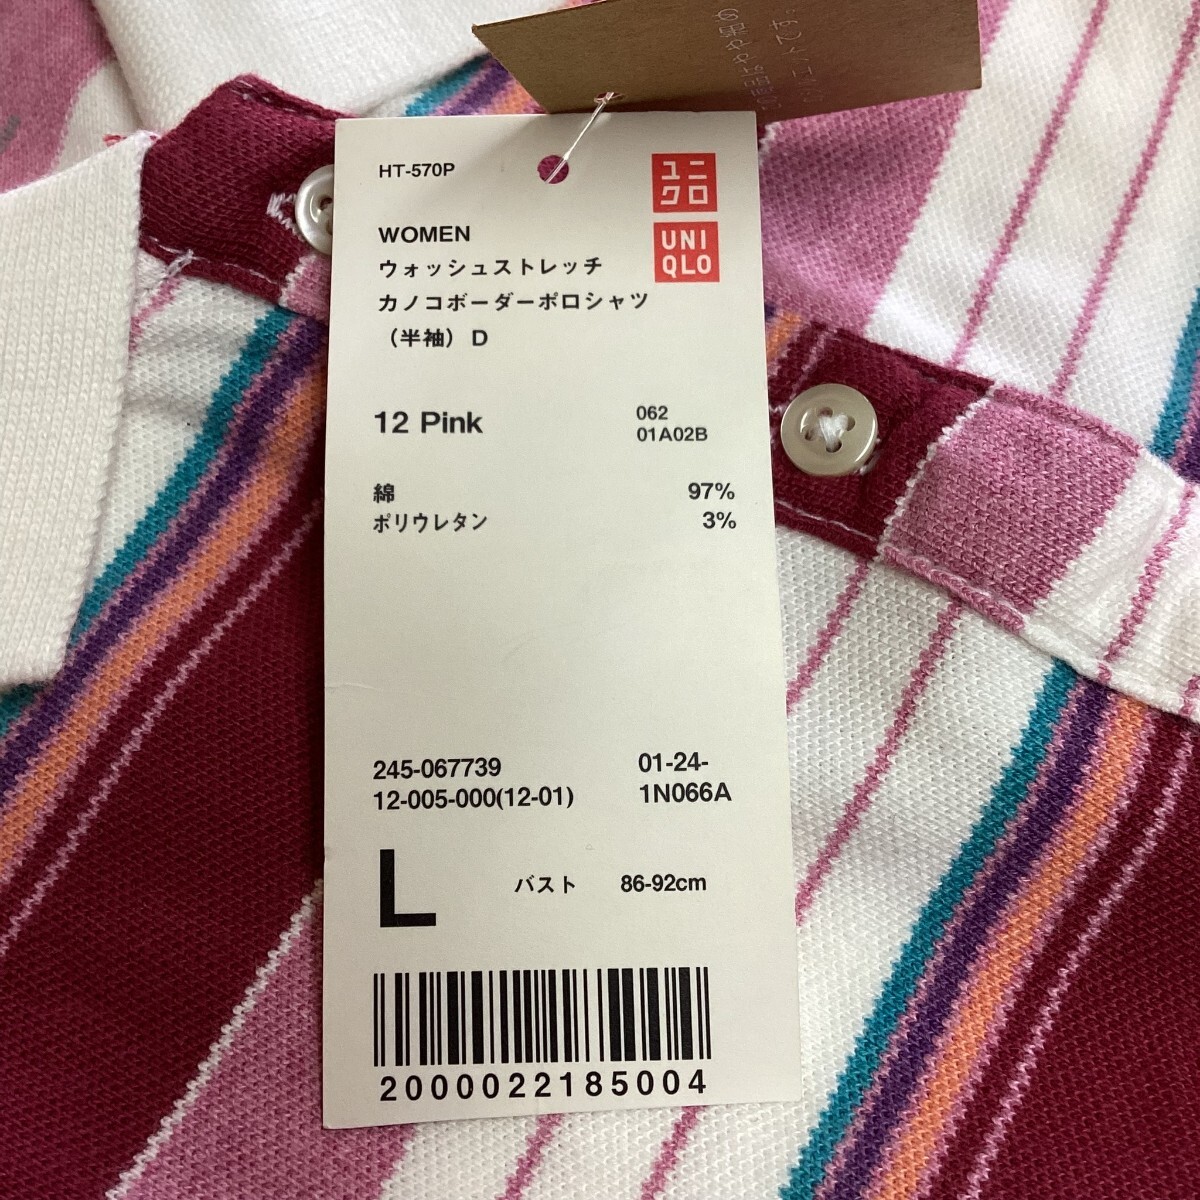 HT-570P
ユニ
クロ
UNI
QLO
WOMEN
ウォッシュストレッチ
カノコボーダーポロシャツ
（半袖）D
12 Pink
062
01A02B
綿 97%
ポリウレタン 3%
245-067739
12-005-000(12-01)
01-24-
1N066A
L
バスト 86-92cm
2000022185004